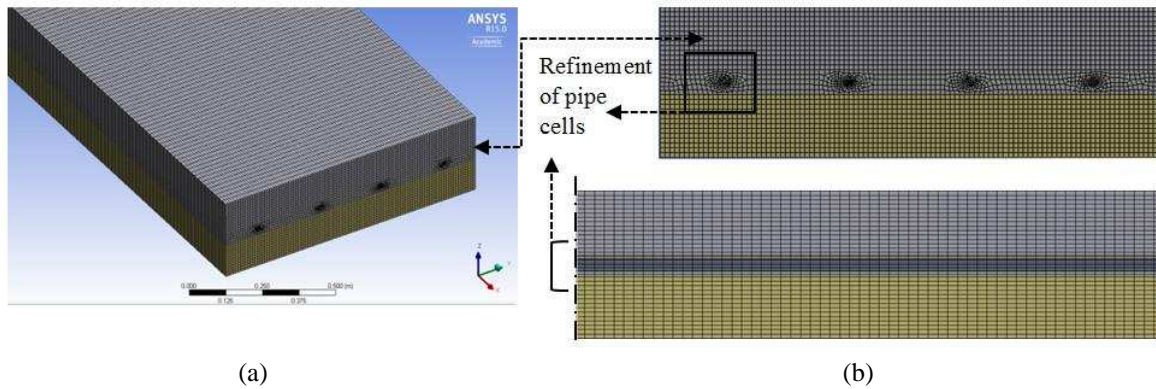 ANSYS
R15.0
Academic
Refinement
of pipe
cells
Z
Y
X
0.000
0.250
0.500 (m)
0.125
0.375
(a)
(b)